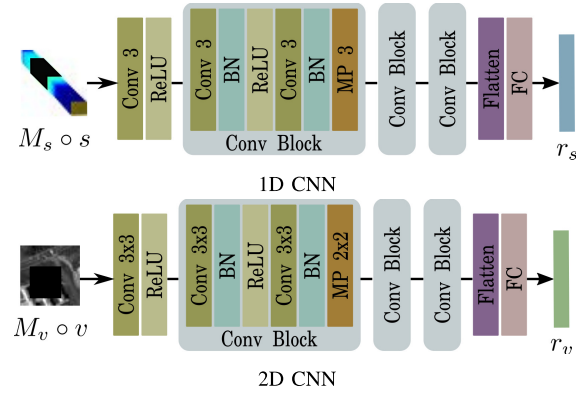 Conv 3
ReLU
Conv 3
BN
ReLU
Conv 3
BN
MP 3
Conv Block
Conv Block
Conv Block
Flatten
FC
M_s ∘ s
r_s
1D CNN
Conv 3x3
ReLU
Conv 3x3
BN
ReLU
Conv 3x3
BN
MP 2x2
Conv Block
Conv Block
Conv Block
Flatten
FC
M_v ∘ v
r_v
2D CNN